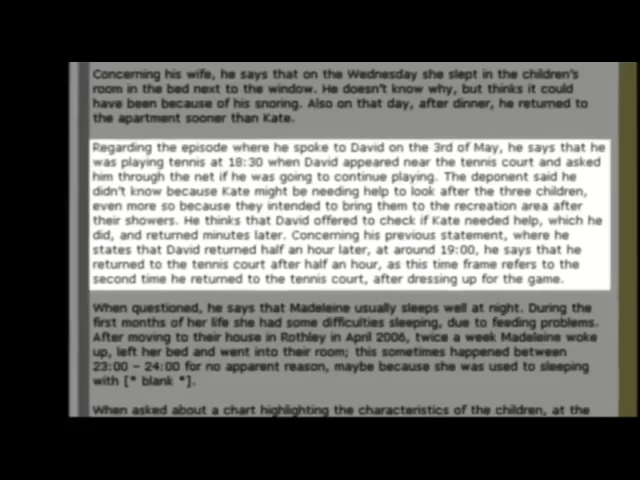 Concerning his wife, he says that on the Wednesday she slept in the children's
room in the bed next to the window. He doesn't know why, but thinks it could
have been because of his snoring. Also on that day, after dinner, he returned to
the apartment sooner than Kate.
Regarding the episode where he spoke to David on the 3rd of May, he says that he
was playing tennis at 18:30 when David appeared near the tennis court and asked
him through the net if he was going to continue playing. The deponent said he
didn't know because Kate might be needing help to look after the three children,
even more so because they intended to bring them to the recreation area after
their showers. He thinks that David offered to check if Kate needed help, which he
did, and returned minutes later. Concerning his previous statement, where he
states that David returned half an hour later, at around 19:00, he says that he
returned to the tennis court after half an hour, as this time frame refers to the
second time he returned to the tennis court, after dressing up for the game.
When questioned, he says that Madeleine usually sleeps well at night. During the
first months of her life she had some difficulties sleeping, due to feeding problems.
After moving to their house in Rothley in April 2006, twice a week Madeleine woke
up, left her bed and went into their room; this sometimes happened between
23:00 – 24:00 for no apparent reason, maybe because she was used to sleeping
with [* blank *].
When asked about a chart highlighting the characteristics of the children, at the